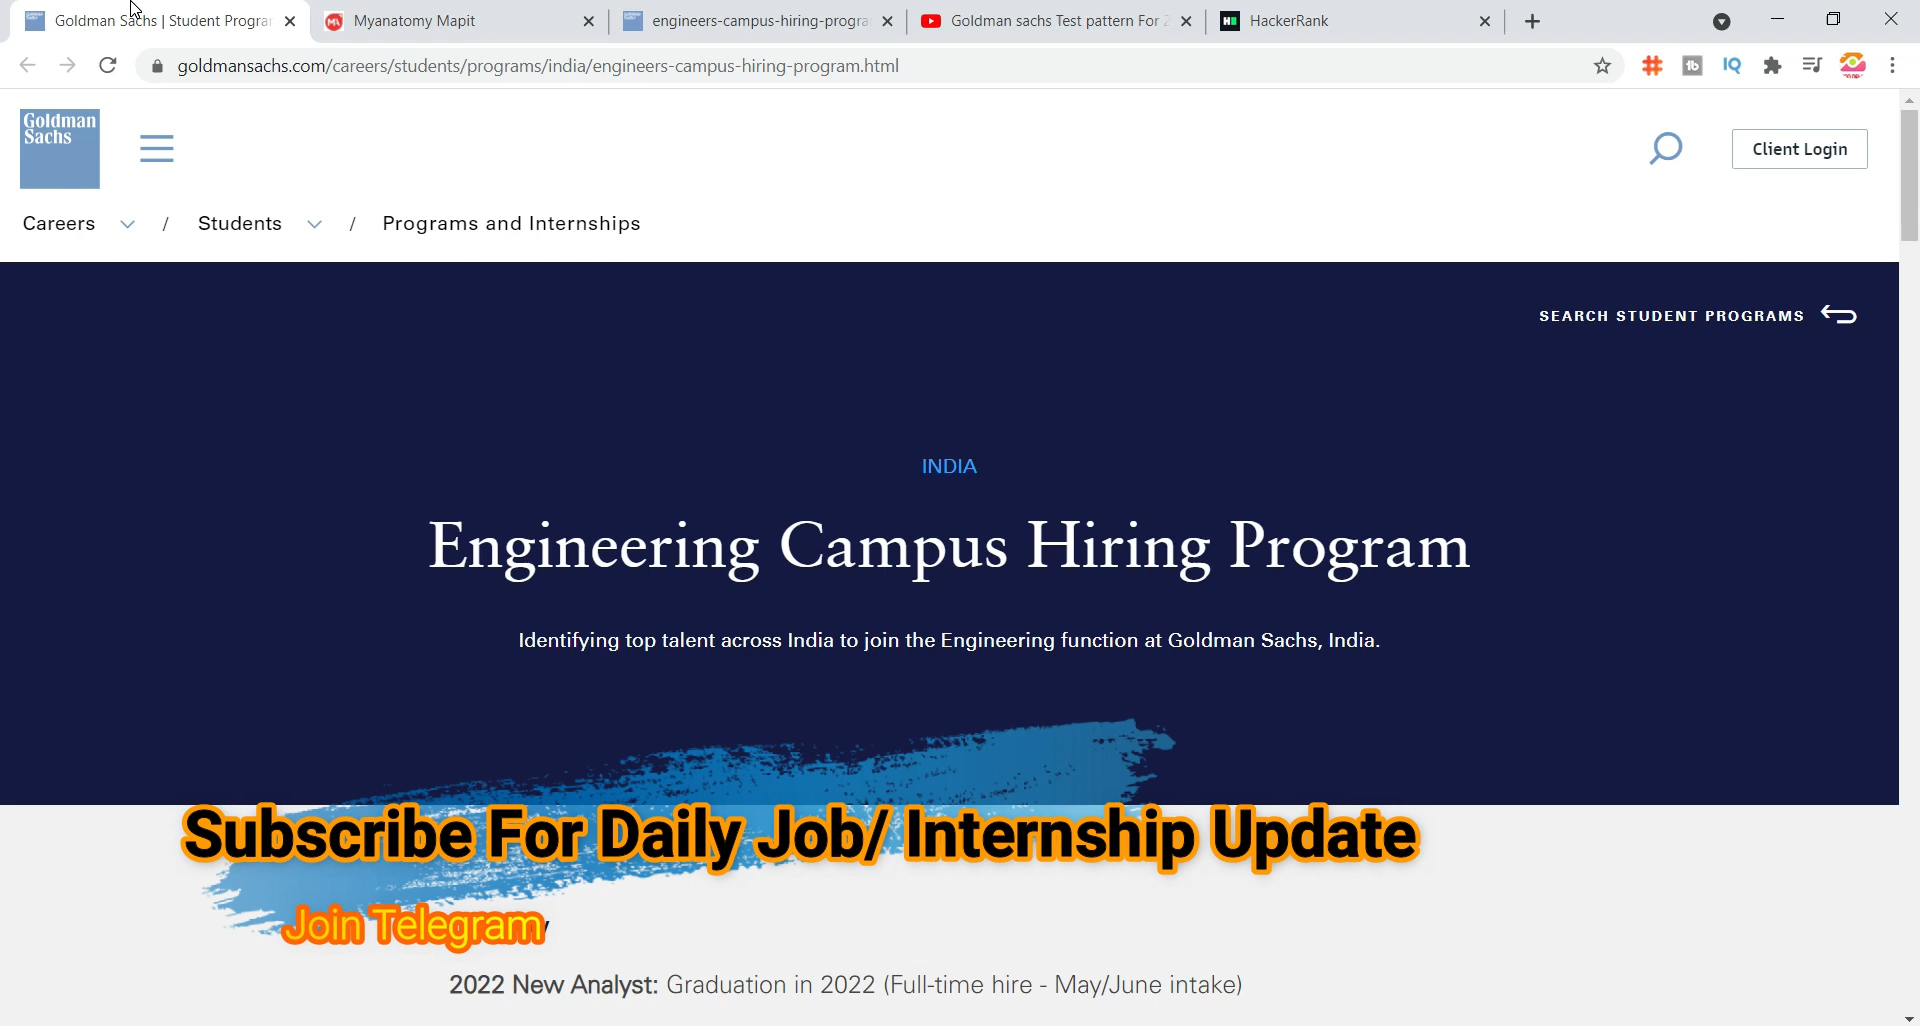 Goldman Sachs | Student Progra
Myanatomy Mapit
engineers-campus-hiring-progra
Goldman sachs Test pattern For 2
HackerRank
goldmansachs.com/careers/students/programs/india/engineers-campus-hiring-program.html
Goldman
Sachs
Client Login
Careers / Students / Programs and Internships
SEARCH STUDENT PROGRAMS
INDIA
Engineering Campus Hiring Program
Identifying top talent across India to join the Engineering function at Goldman Sachs, India.
Subscribe For Daily Job/ Internship Update
Join Telegram
2022 New Analyst: Graduation in 2022 (Full-time hire - May/June intake)